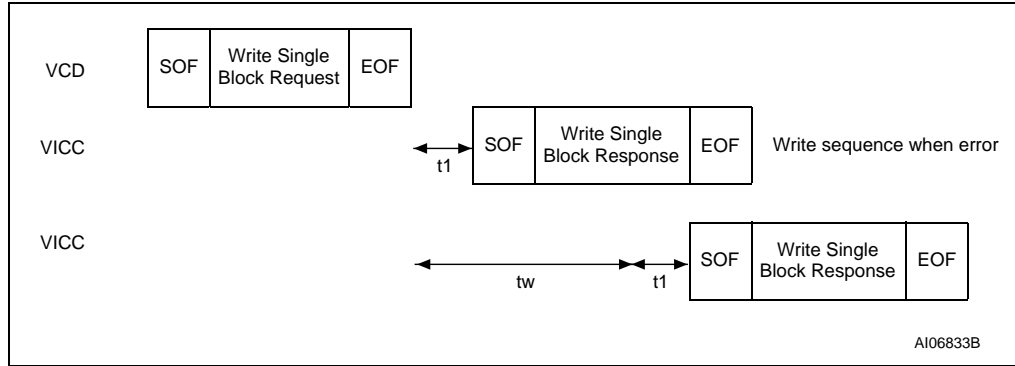 VCD
SOF
Write Single
Block Request
EOF
VICC
t1
SOF
Write Single
Block Response
EOF
Write sequence when error
VICC
tw
t1
SOF
Write Single
Block Response
EOF
AI06833B